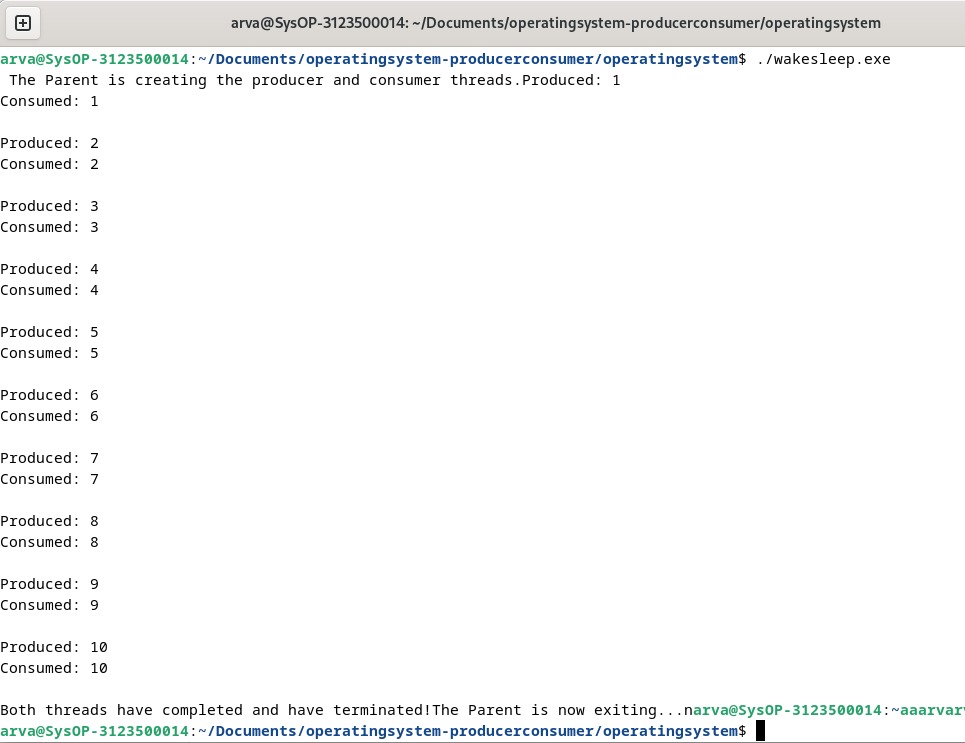 arva@SysOP-3123500014: ~/Documents/operatingsystem-producerconsumer/operatingsystem
arva@SysOP-3123500014:~/Documents/operatingsystem-producerconsumer/operatingsystem$ ./wakesleep.exe
 The Parent is creating the producer and consumer threads.Produced: 1
Consumed: 1
Produced: 2
Consumed: 2
Produced: 3
Consumed: 3
Produced: 4
Consumed: 4
Produced: 5
Consumed: 5
Produced: 6
Consumed: 6
Produced: 7
Consumed: 7
Produced: 8
Consumed: 8
Produced: 9
Consumed: 9
Produced: 10
Consumed: 10
Both threads have completed and have terminated!The Parent is now exiting...narva@SysOP-3123500014:~aaarvar
arva@SysOP-3123500014:~/Documents/operatingsystem-producerconsumer/operatingsystem$